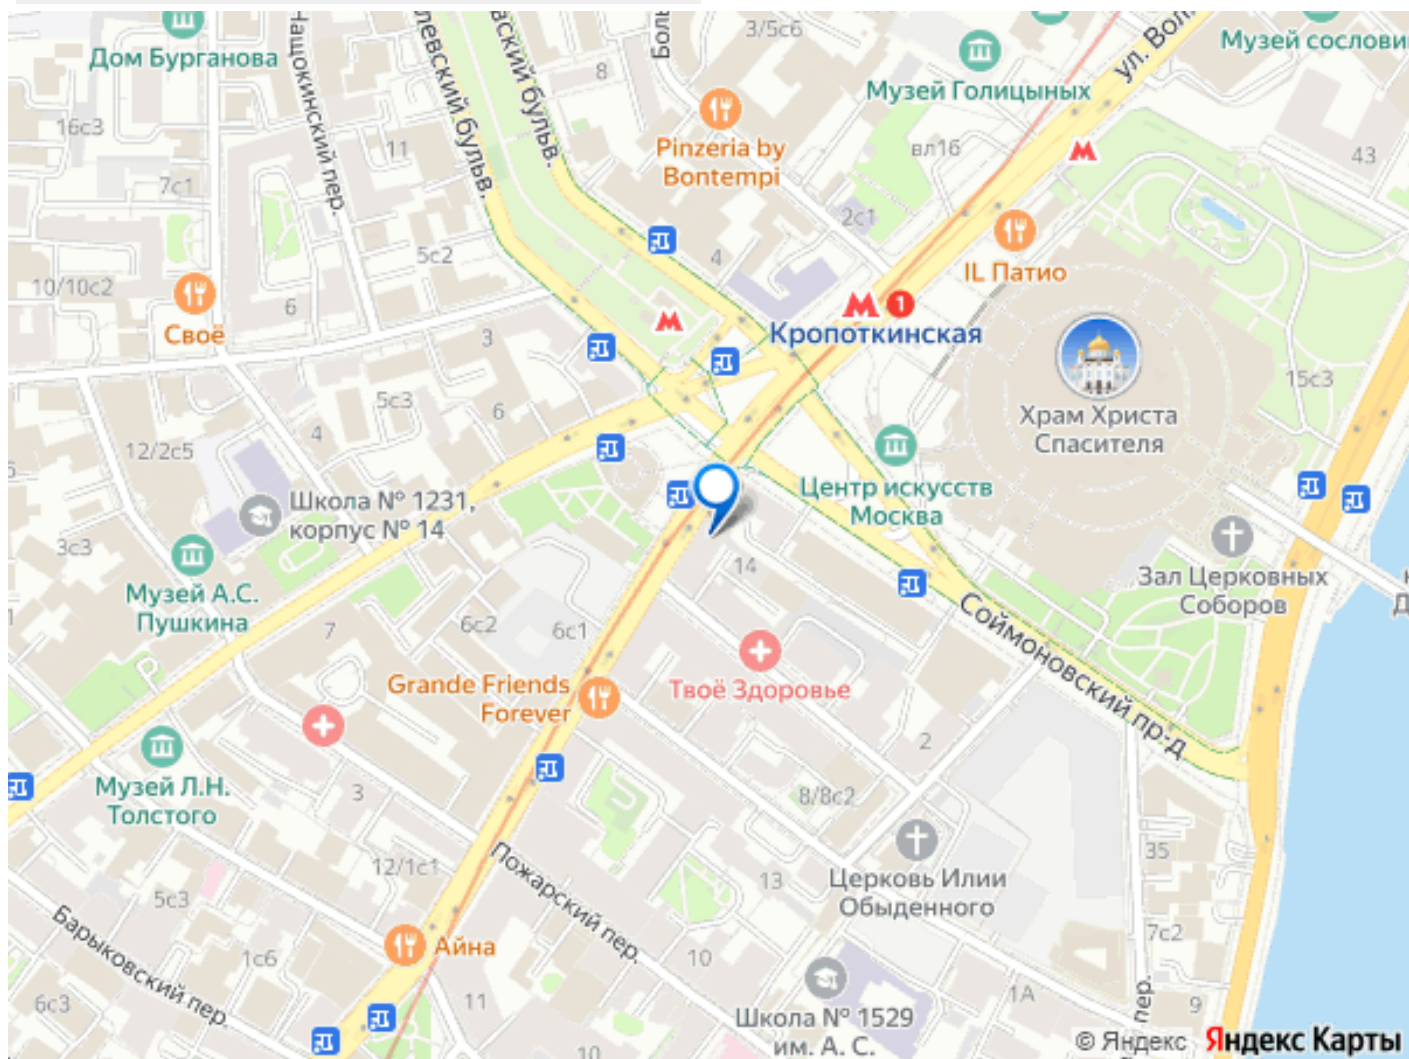 Дом Бурганова
Нащокинский пер.
левский бульв.
вский бульв.
Боль
3/5с6
8
ул. Вол
Музей сослови
Музей Голицыных
16с3
11
Pinzeria by
Bontempi
вл16
43
7с1
2с1
5с2
4
IL Патио
10/10с2
6
Своё
3
1
Кропоткинская
15с3
5с3
6
4
12/2с5
Храм Христа
Спасителя
Школа № 1231,
корпус № 14
Центр искусств
Москва
3с3
14
Музей А.С.
Пушкина
Зал Церковных
Соборов
7
6с2
6с1
Соймоновский пр-д
Grande Friends
Forever
Твоё Здоровье
P
2
Музей Л.Н.
Толстого
3
8/8с2
12/1с1
Пожарский пер.
35
13
Церковь Илии
Обыденного
5с3
Барыковский пер.
Айна
7с2
1с6
10
6с3
11
1А
пер.
9
Школа № 1529
им. А. С.
10
© Яндекс Яндекс Карты